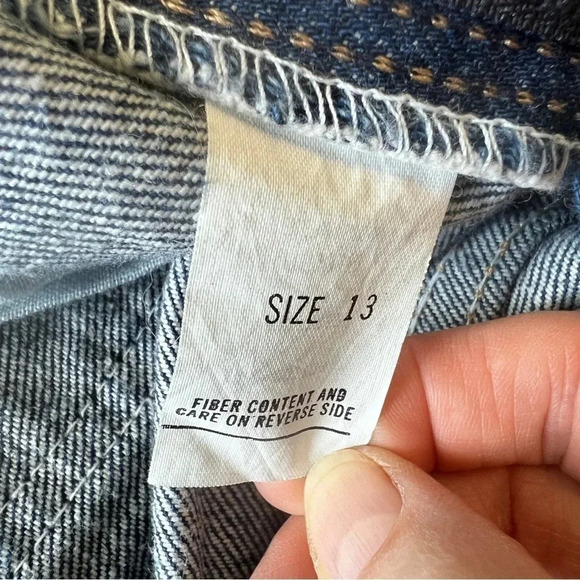 SIZE 13
FIBER CONTENT AND
CARE ON REVERSE SIDE